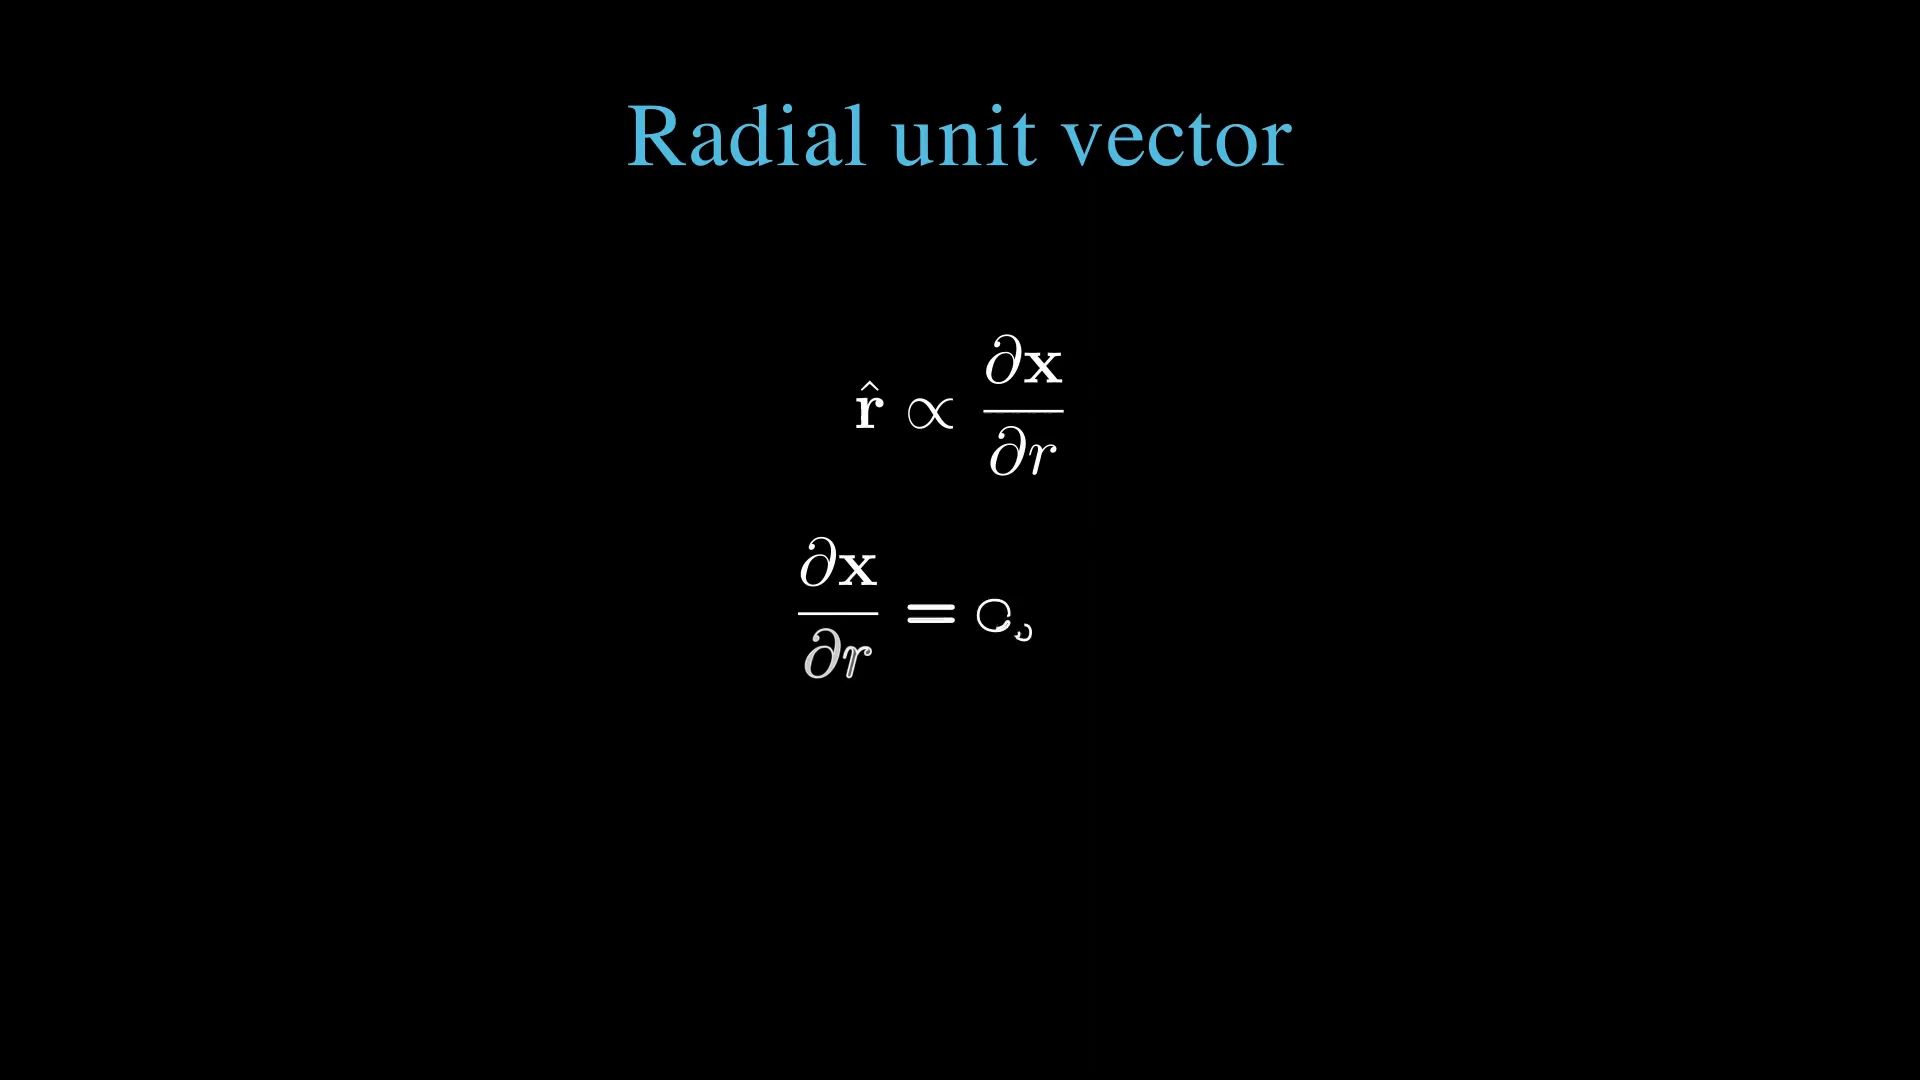 Radial unit vector
r̂ ∝ ∂x/∂r
∂x/∂r =